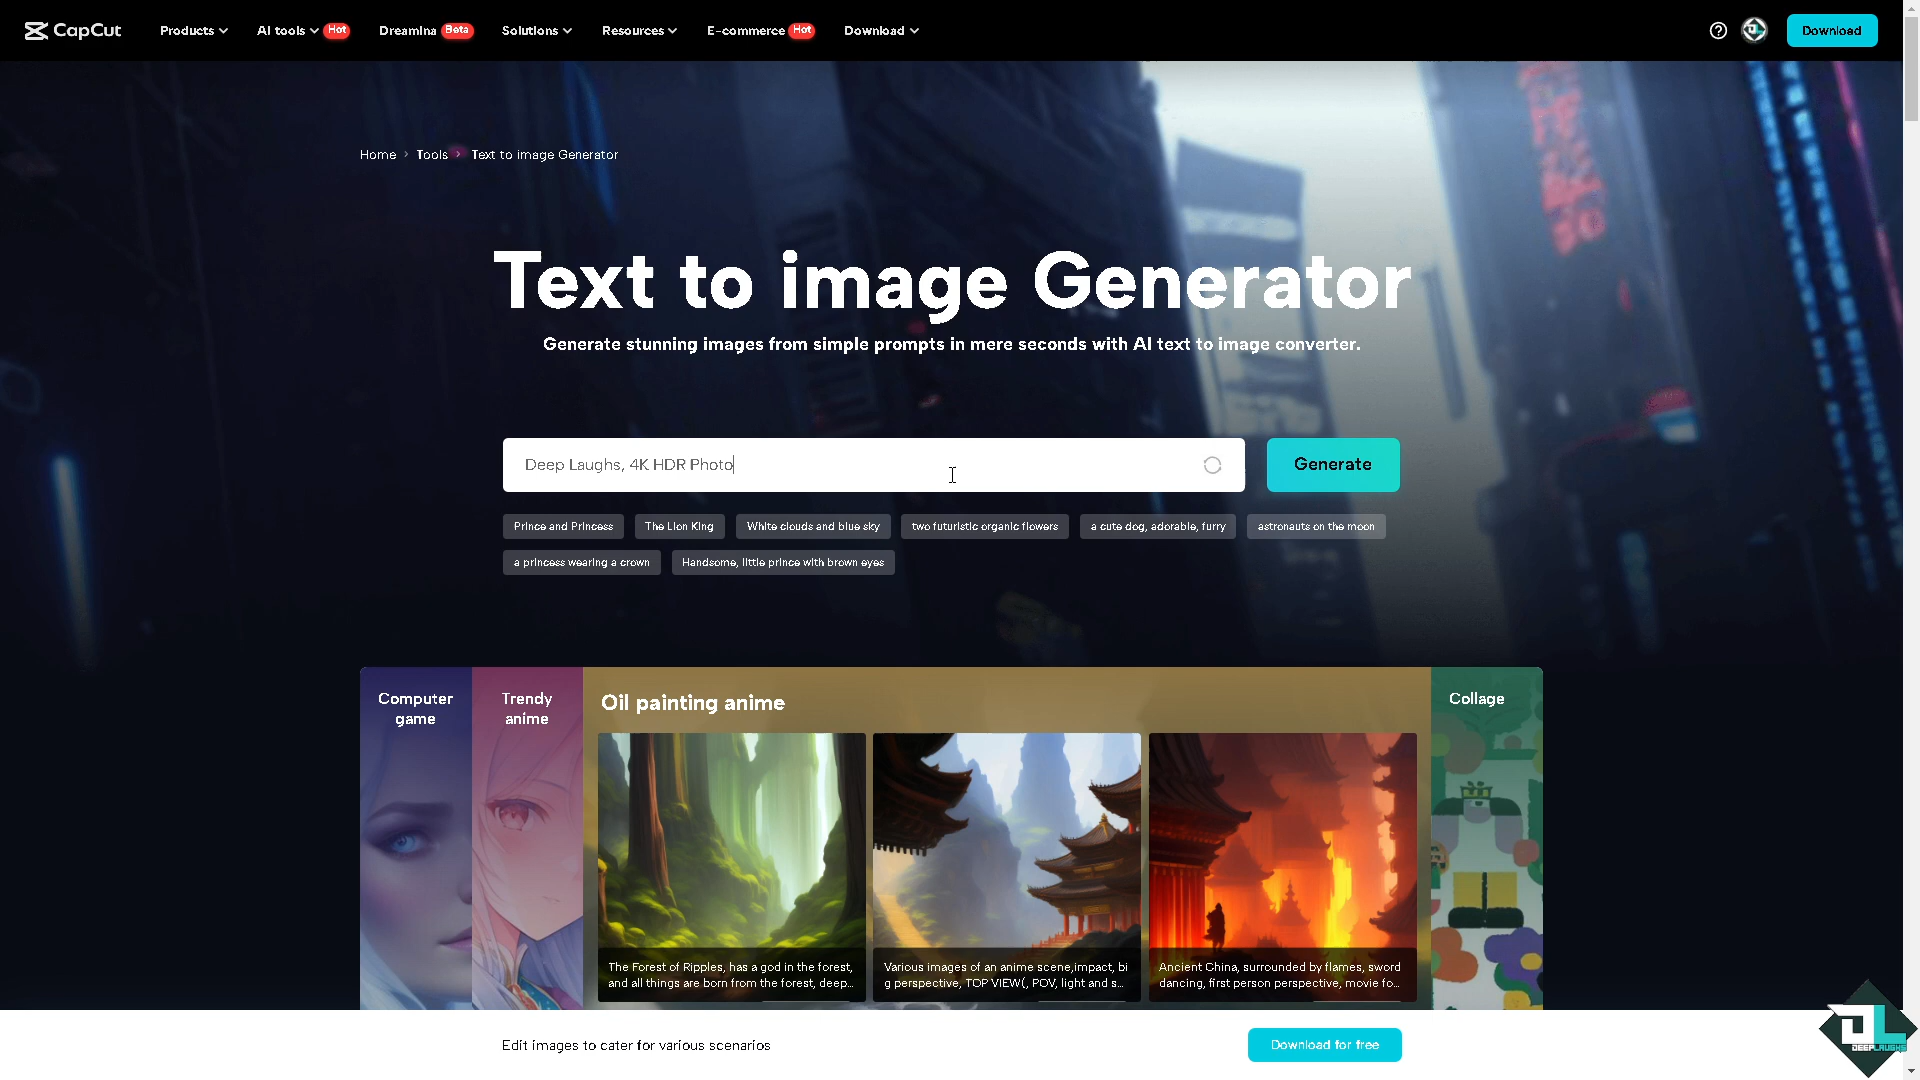 CapCut
Products
AI tools Hot
Dreamina Beta
Solutions
Resources
E-commerce Hot
Download
Download
Home > Tools > Text to image Generator
Text to image Generator
Generate stunning images from simple prompts in mere seconds with AI text to image converter.
Deep Laughs, 4K HDR Photo
Generate
Prince and Princess
The Lion King
White clouds and blue sky
two futuristic organic flowers
a cute dog, adorable, furry
astronauts on the moon
a princess wearing a crown
Handsome, little prince with brown eyes
Computer
game
Trendy
anime
Oil painting anime
Collage
The Forest of Ripples, has a god in the forest,
and all things are born from the forest, deep...
Various images of an anime scene,impact, bi
g perspective, TOP VIEW(, POV, light and s...
Ancient China, surrounded by flames, sword
dancing, first person perspective, movie fo...
Edit images to cater for various scenarios
Download for free
DEEPLAUGHS